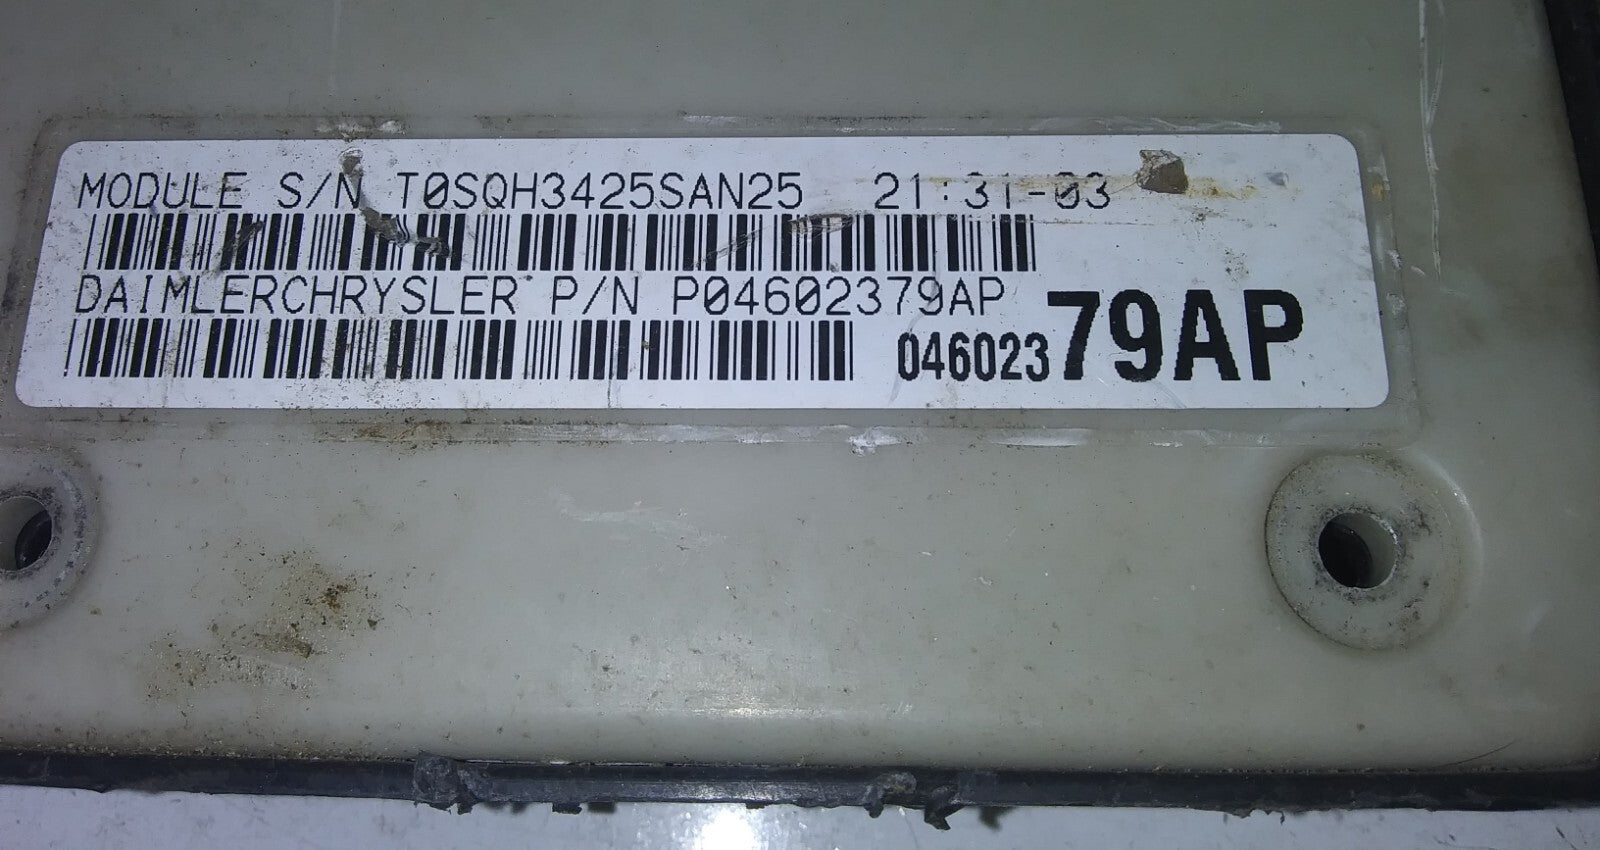 MODULE S/N T0SQH3425SAN25 21:31-03
DAIMLERCHRYSLER P/N P04602379AP
04602379AP